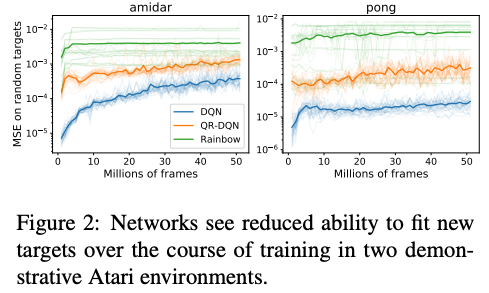 amidar
pong
MSE on random targets
10⁻²
10⁻³
10⁻⁴
10⁻⁵
DQN
QR-DQN
Rainbow
0 10 20 30 40 50
Millions of frames
10⁻²
10⁻³
10⁻⁴
10⁻⁵
10⁻⁶
0 10 20 30 40 50
Millions of frames
Figure 2: Networks see reduced ability to fit new
targets over the course of training in two demon-
strative Atari environments.